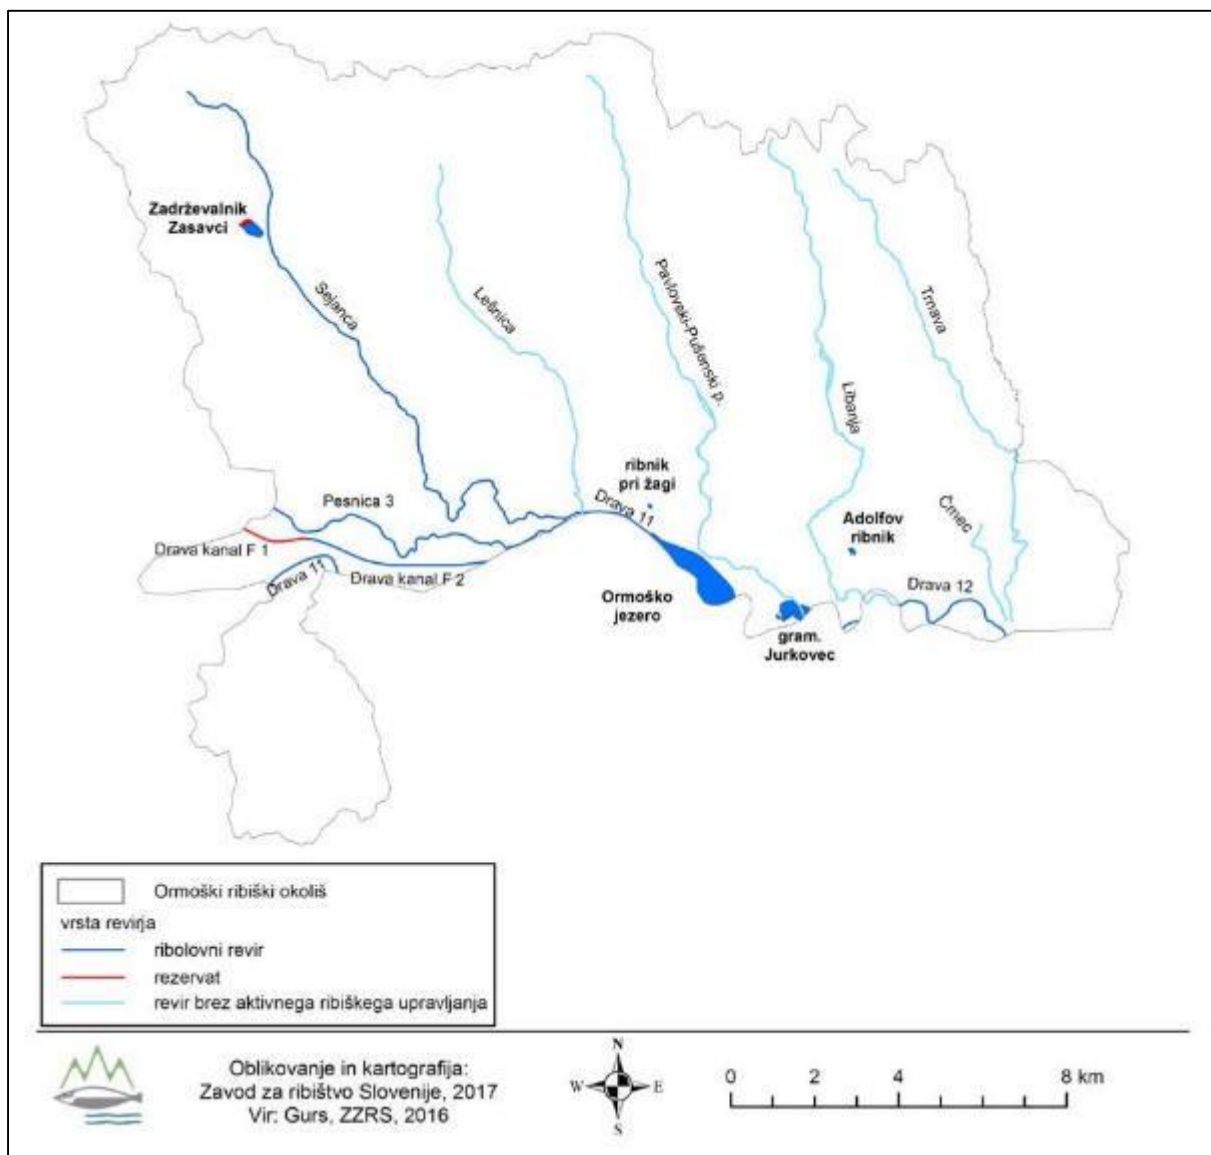 Zadrževalnik
Zasavci
Sejanca
Lešnica
Pavlovski-Pušenski p.
Libanja
Trnava
Črnec
ribnik
pri žagi
Drava 11
Pesnica 3
Adolfov
ribnik
Drava kanal F 1
Drava 11
Drava kanal F 2
Drava 12
Ormoško
jezero
gram.
Jurkovec
Ormoški ribiški okoliš
vrsta revirja
ribolovni revir
rezervat
revir brez aktivnega ribiškega upravljanja
Oblikovanje in kartografija:
Zavod za ribištvo Slovenije, 2017
Vir: Gurs, ZZRS, 2016
N
W E
S
0 2 4 8 km